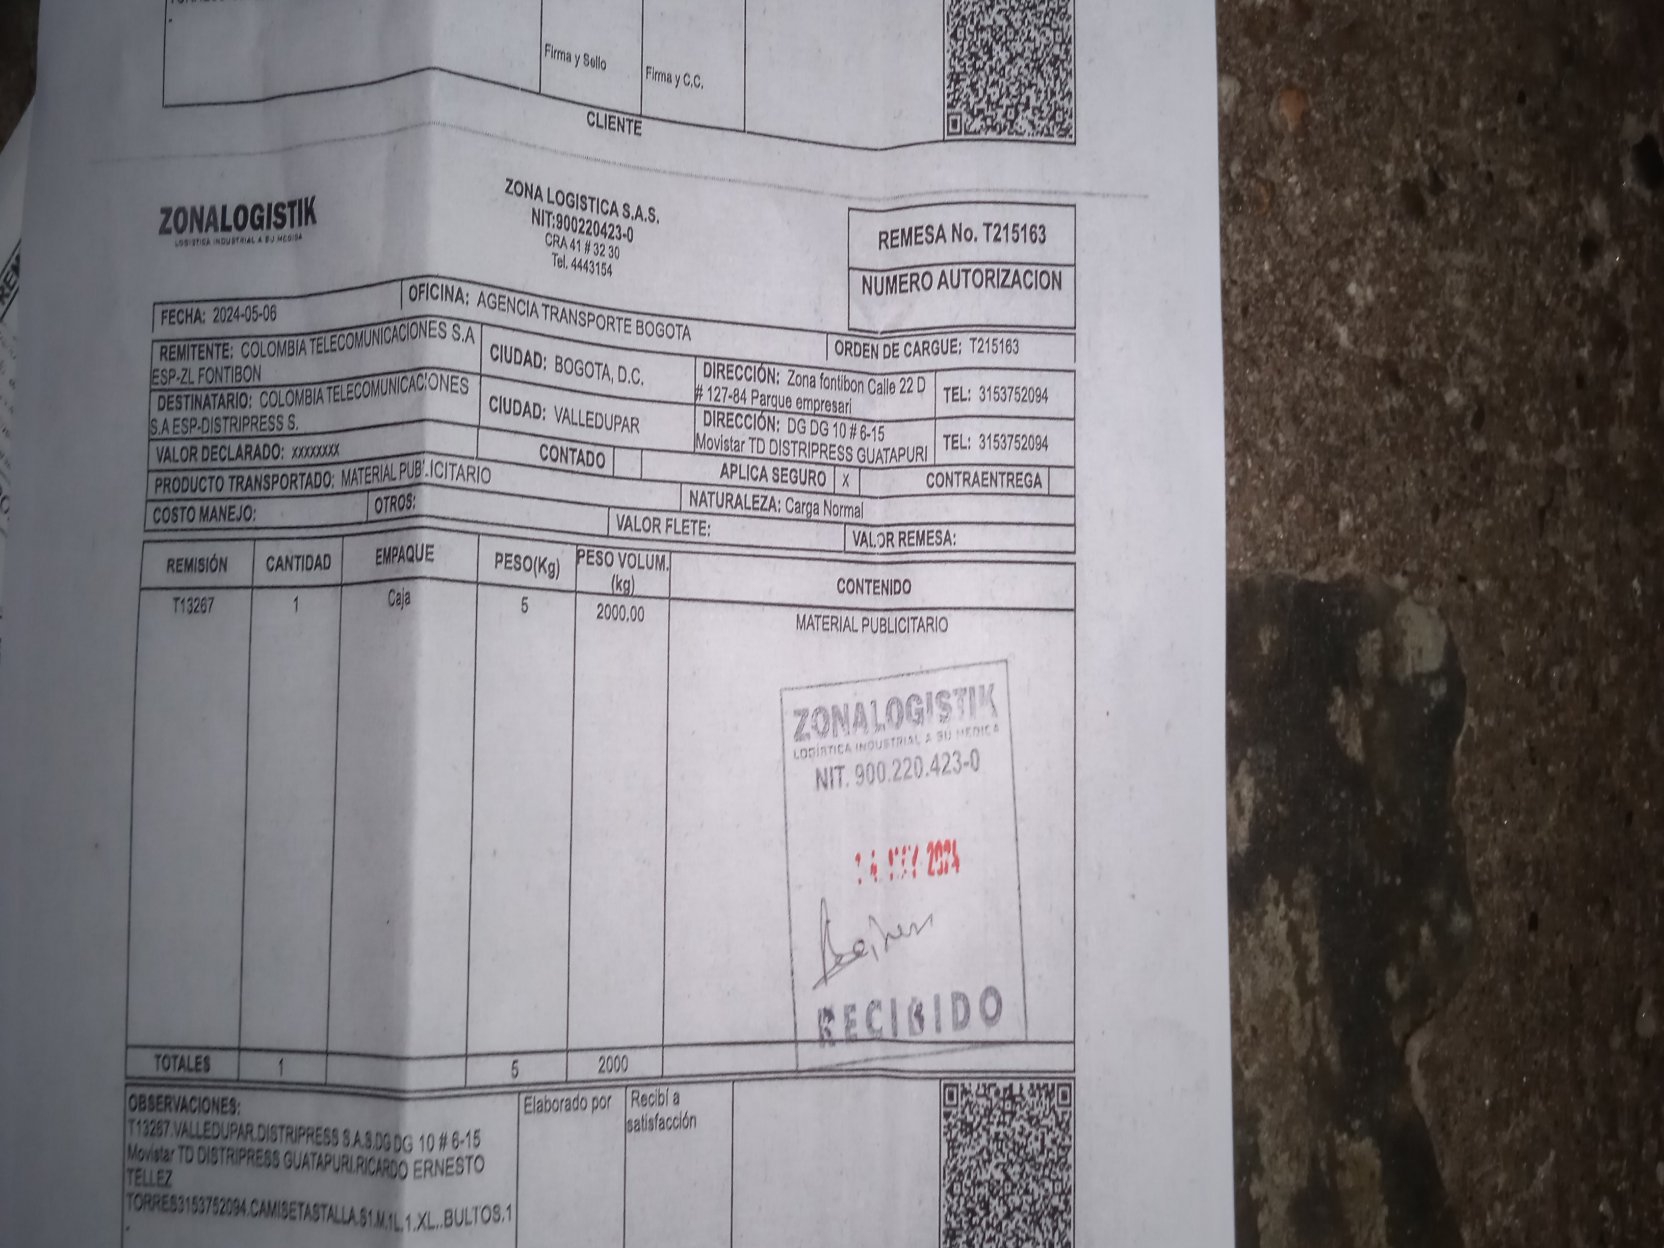 Firma y Sello
Firma y C.C.
CLIENTE
ZONALOGISTIK
LOGISTICA INDUSTRIAL A SU MEDIDA
ZONA LOGISTICA S.A.S.
NIT:900220423-0
CRA 41 # 32 30
Tel. 4443154
REMESA No. T215163
NUMERO AUTORIZACION
FECHA: 2024-05-06
OFICINA: AGENCIA TRANSPORTE BOGOTA
ORDEN DE CARGUE: T215163
REMITENTE: COLOMBIA TELECOMUNICACIONES S.A
ESP-ZL FONTIBON
CIUDAD: BOGOTA, D.C.
DIRECCIÓN: Zona fontibon Calle 22 D
# 127-84 Parque empresari
TEL: 3153752094
DESTINATARIO: COLOMBIA TELECOMUNICACIONES
S.A ESP-DISTRIPRESS S.
CIUDAD: VALLEDUPAR
DIRECCIÓN: DG DG 10 # 6-15
Movistar TD DISTRIPRESS GUATAPURI
TEL: 3153752094
VALOR DECLARADO: xxxxxxxx
CONTADO
APLICA SEGURO X
CONTRAENTREGA
PRODUCTO TRANSPORTADO: MATERIAL PUBLICITARIO
NATURALEZA: Carga Normal
COSTO MANEJO:
OTROS:
VALOR FLETE:
VALOR REMESA:
REMISIÓN CANTIDAD EMPAQUE PESO(Kg) PESO VOLUM.(kg) CONTENIDO
T13267 1 Caja 5 2000.00 MATERIAL PUBLICITARIO
ZONALOGISTIK
LOGISTICA INDUSTRIAL A SU MEDICA
NIT. 900.220.423-0
14 MAY 2024
RECIBIDO
TOTALES 1 5 2000
OBSERVACIONES:
T13267.VALLEDUPAR.DISTRIPRESS S.A.S.DG DG 10 # 6-15
Movistar TD DISTRIPRESS GUATAPURI.RICARDO ERNESTO
TELLEZ
TORRES3153752094.CAMISETASTALLA.S1.M.1L.1.XL..BULTOS.1
.
Elaborado por
Recibí a
satisfacción